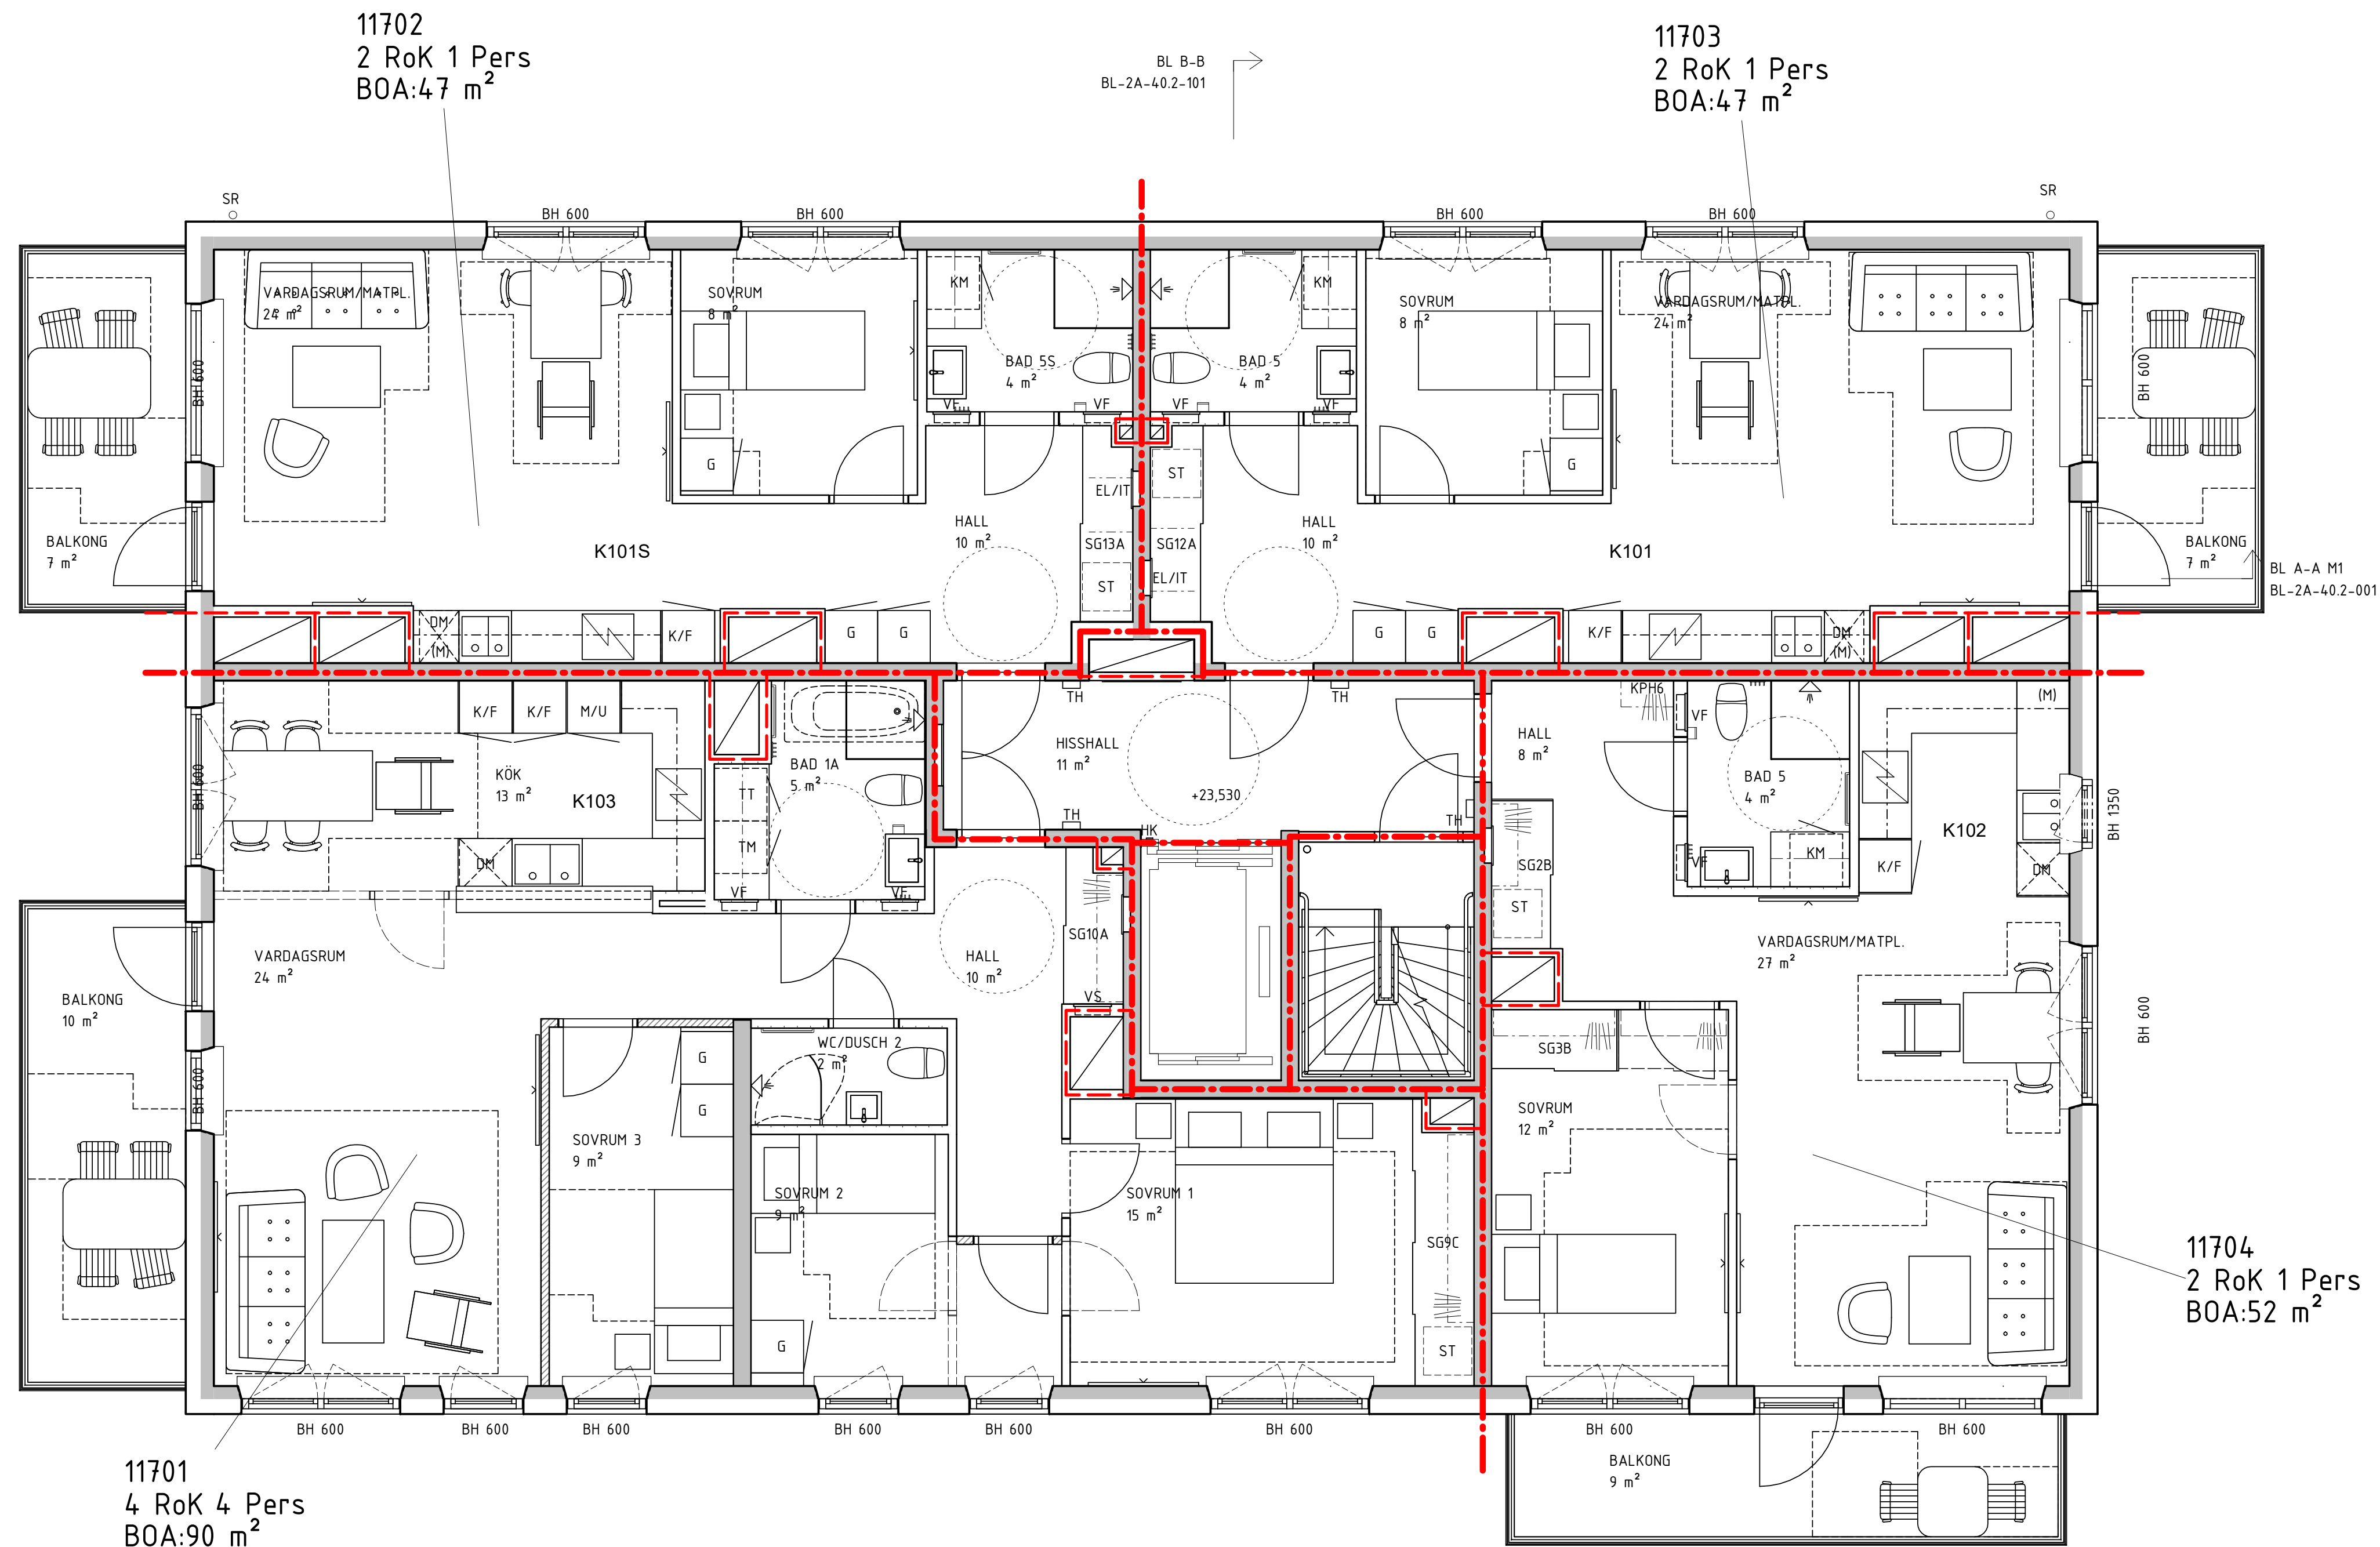 11702
2 RoK 1 Pers
BOA:47 m²
BL B-B
BL-2A-40.2-101
11703
2 RoK 1 Pers
BOA:47 m²
SR
BH 600
BH 600
BH 600
BH 600
SR
VARDAGSRUM/MATPL.
24 m²
SOVRUM
8 m²
KM
KM
SOVRUM
8 m²
VARDAGSRUM/MATPL.
24 m²
BH 600
BAD 5S
4 m²
BAD 5
4 m²
BH 600
VF
VF
VF
VF
G
EL/IT
ST
G
BALKONG
7 m²
K101S
HALL
10 m²
SG13A
SG12A
HALL
10 m²
K101
BALKONG
7 m²
BL A-A M1
BL-2A-40.2-001
ST
EL/IT
DM
(M)
K/F
G
G
G
G
K/F
DM
(M)
K/F
K/F
M/U
TH
TH
KPH6
VF
(M)
BH 600
KÖK
13 m²
K103
BAD 1A
5 m²
TT
HISSHALL
11 m²
+23,530
HALL
8 m²
BAD 5
4 m²
K102
BH 1350
TH
HK
TH
TM
DM
VF
VF
SG2B
VF
KM
K/F
DM
ST
VARDAGSRUM
24 m²
HALL
10 m²
SG10A
VARDAGSRUM/MATPL.
27 m²
BALKONG
10 m²
VS
BH 600
BH 600
G
G
WC/DUSCH 2
2 m²
SG3B
SOVRUM 3
9 m²
SOVRUM
12 m²
SOVRUM 2
9 m²
SOVRUM 1
15 m²
SG9C
ST
G
11704
2 RoK 1 Pers
BOA:52 m²
BH 600
BH 600
BH 600
BH 600
BH 600
BH 600
BH 600
BH 600
BALKONG
9 m²
11701
4 RoK 4 Pers
BOA:90 m²